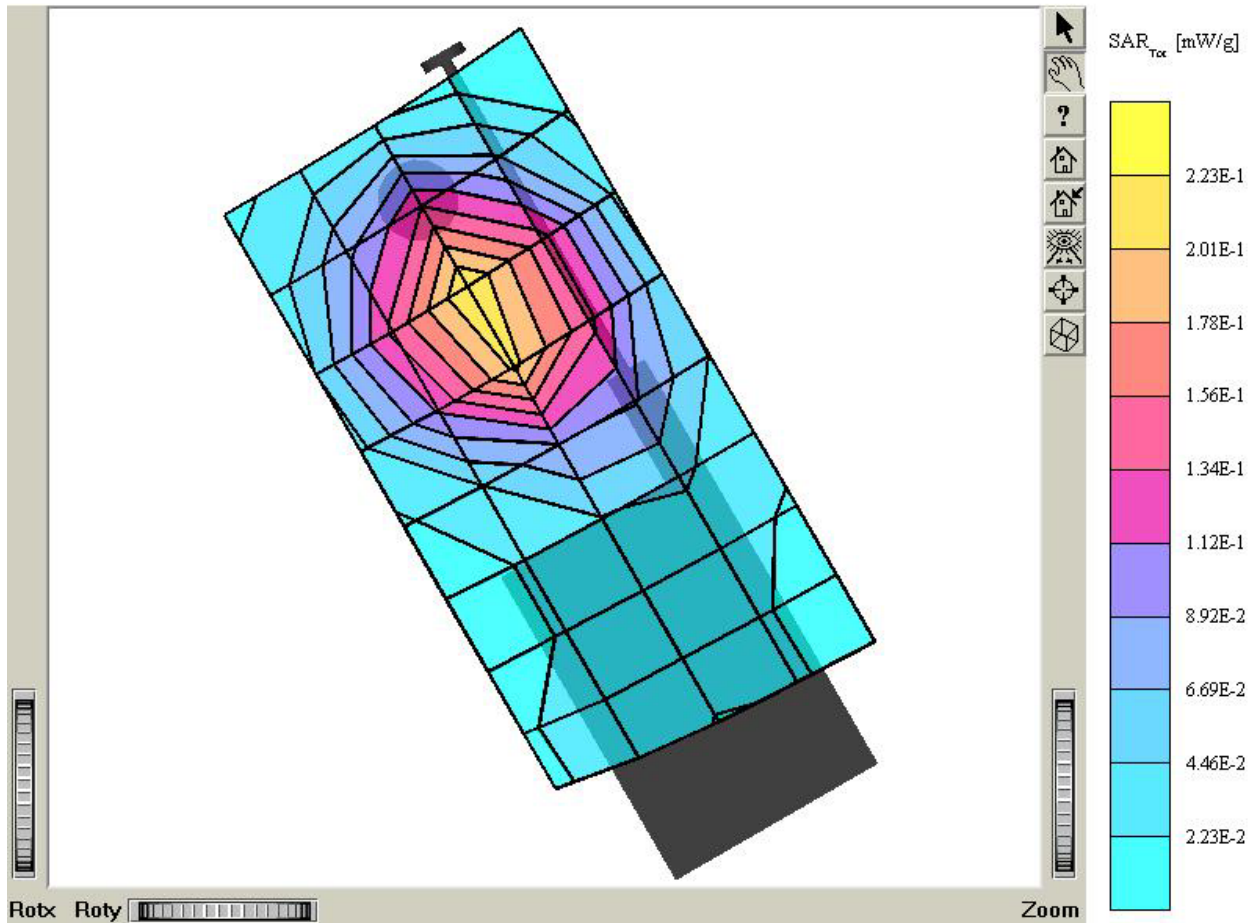 SAR_Tot [mW/g]
?
2.23E-1
2.01E-1
1.78E-1
1.56E-1
1.34E-1
1.12E-1
8.92E-2
6.69E-2
4.46E-2
2.23E-2
Rotx Roty Zoom